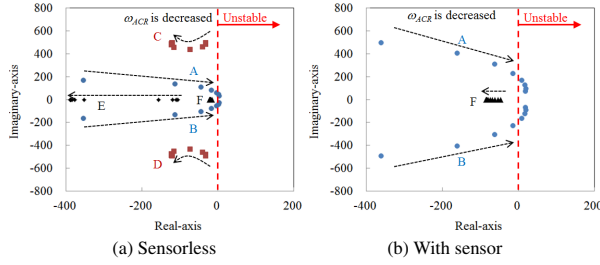 ω_ACR is decreased Unstable
C
A
E
F
B
D
800
600
400
200
0
-200
-400
-600
-800
-400 -200 0 200
Imaginary-axis
Real-axis
(a) Sensorless
ω_ACR is decreased Unstable
A
F
B
800
600
400
200
0
-200
-400
-600
-800
-400 -200 0 200
Imaginary-axis
Real-axis
(b) With sensor